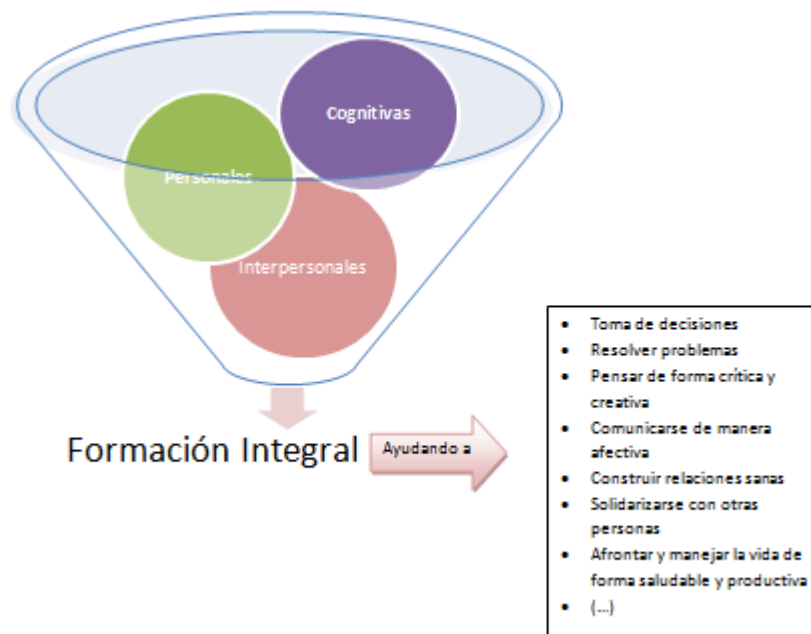 Cognitivas
Personales
Interpersonales
Formación Integral
Ayudando a
• Toma de decisiones
• Resolver problemas
• Pensar de forma crítica y
creativa
• Comunicarse de manera
afectiva
• Construir relaciones sanas
• Solidarizarse con otras
personas
• Afrontar y manejar la vida de
forma saludable y productiva
• (...)